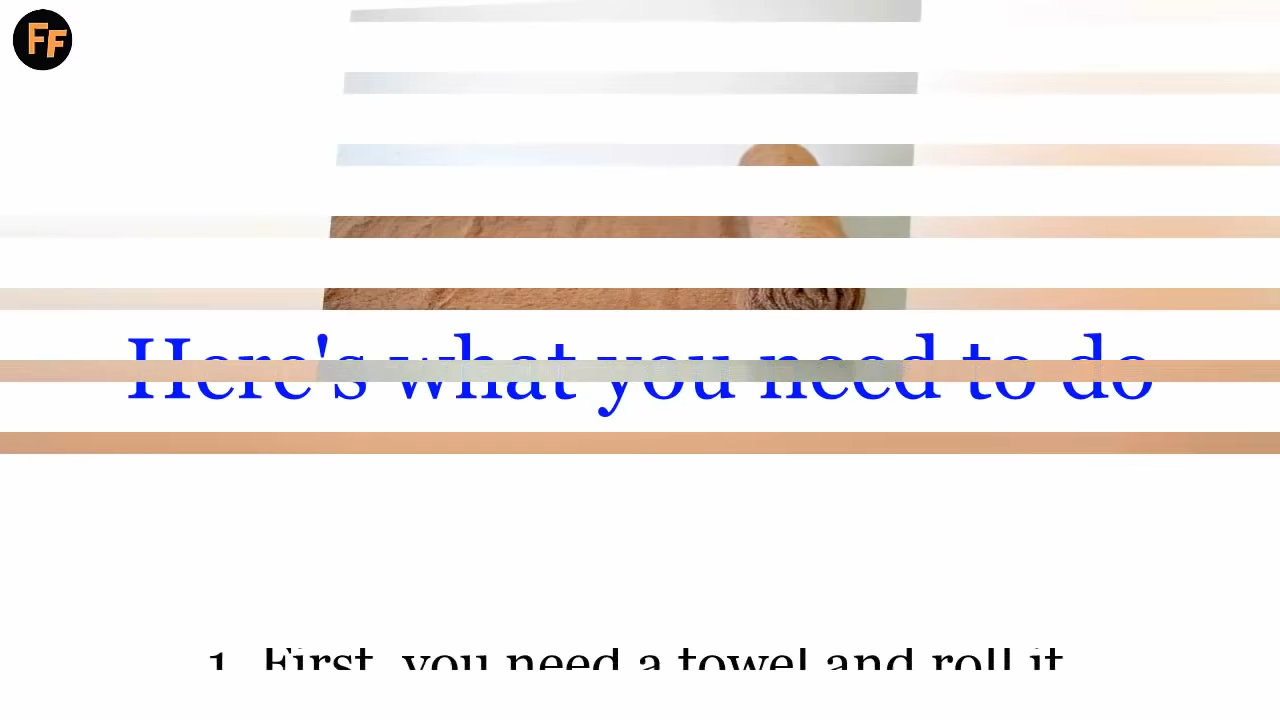 FF
Here's what you need to do
1. First, you need a towel and roll it